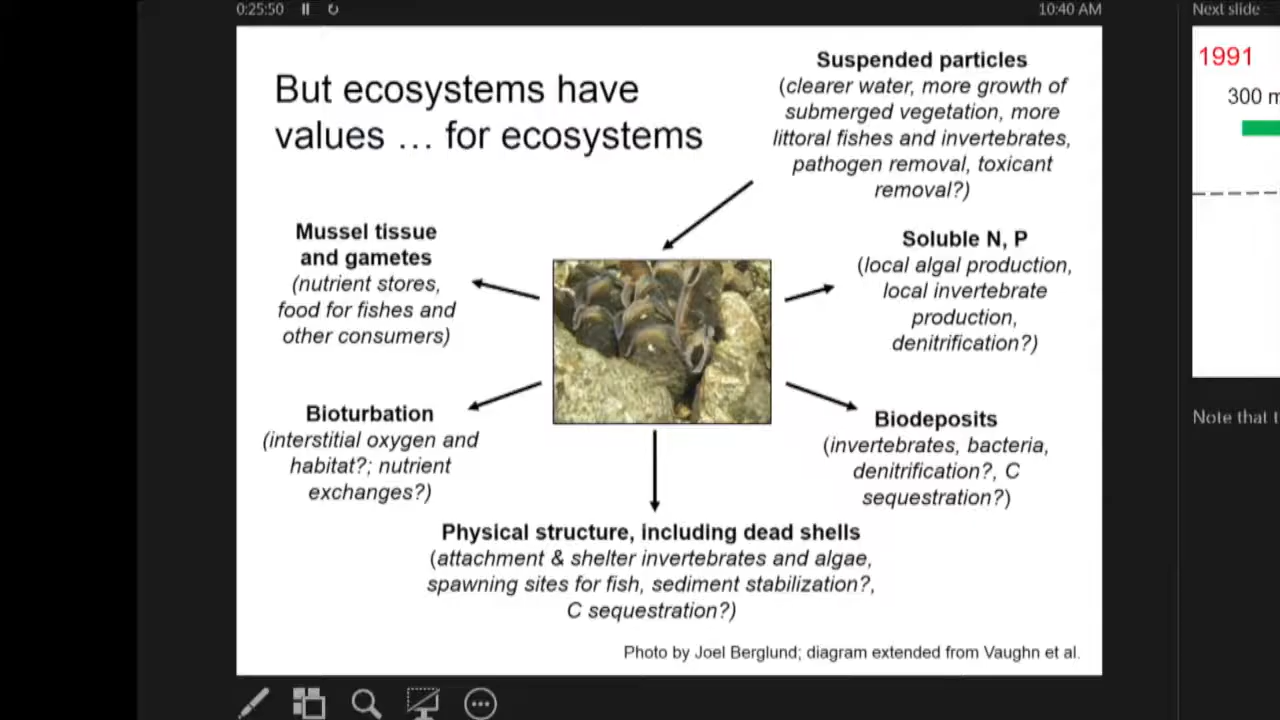 0:25:50
10:40 AM
Next slide
But ecosystems have
values … for ecosystems
Suspended particles
(clearer water, more growth of
submerged vegetation, more
littoral fishes and invertebrates,
pathogen removal, toxicant
removal?)
Mussel tissue
and gametes
(nutrient stores,
food for fishes and
other consumers)
Soluble N, P
(local algal production,
local invertebrate
production,
denitrification?)
Bioturbation
(interstitial oxygen and
habitat?; nutrient
exchanges?)
Biodeposits
(invertebrates, bacteria,
denitrification?, C
sequestration?)
Physical structure, including dead shells
(attachment & shelter invertebrates and algae,
spawning sites for fish, sediment stabilization?,
C sequestration?)
Photo by Joel Berglund; diagram extended from Vaughn et al.
1991
300 m
Note that t